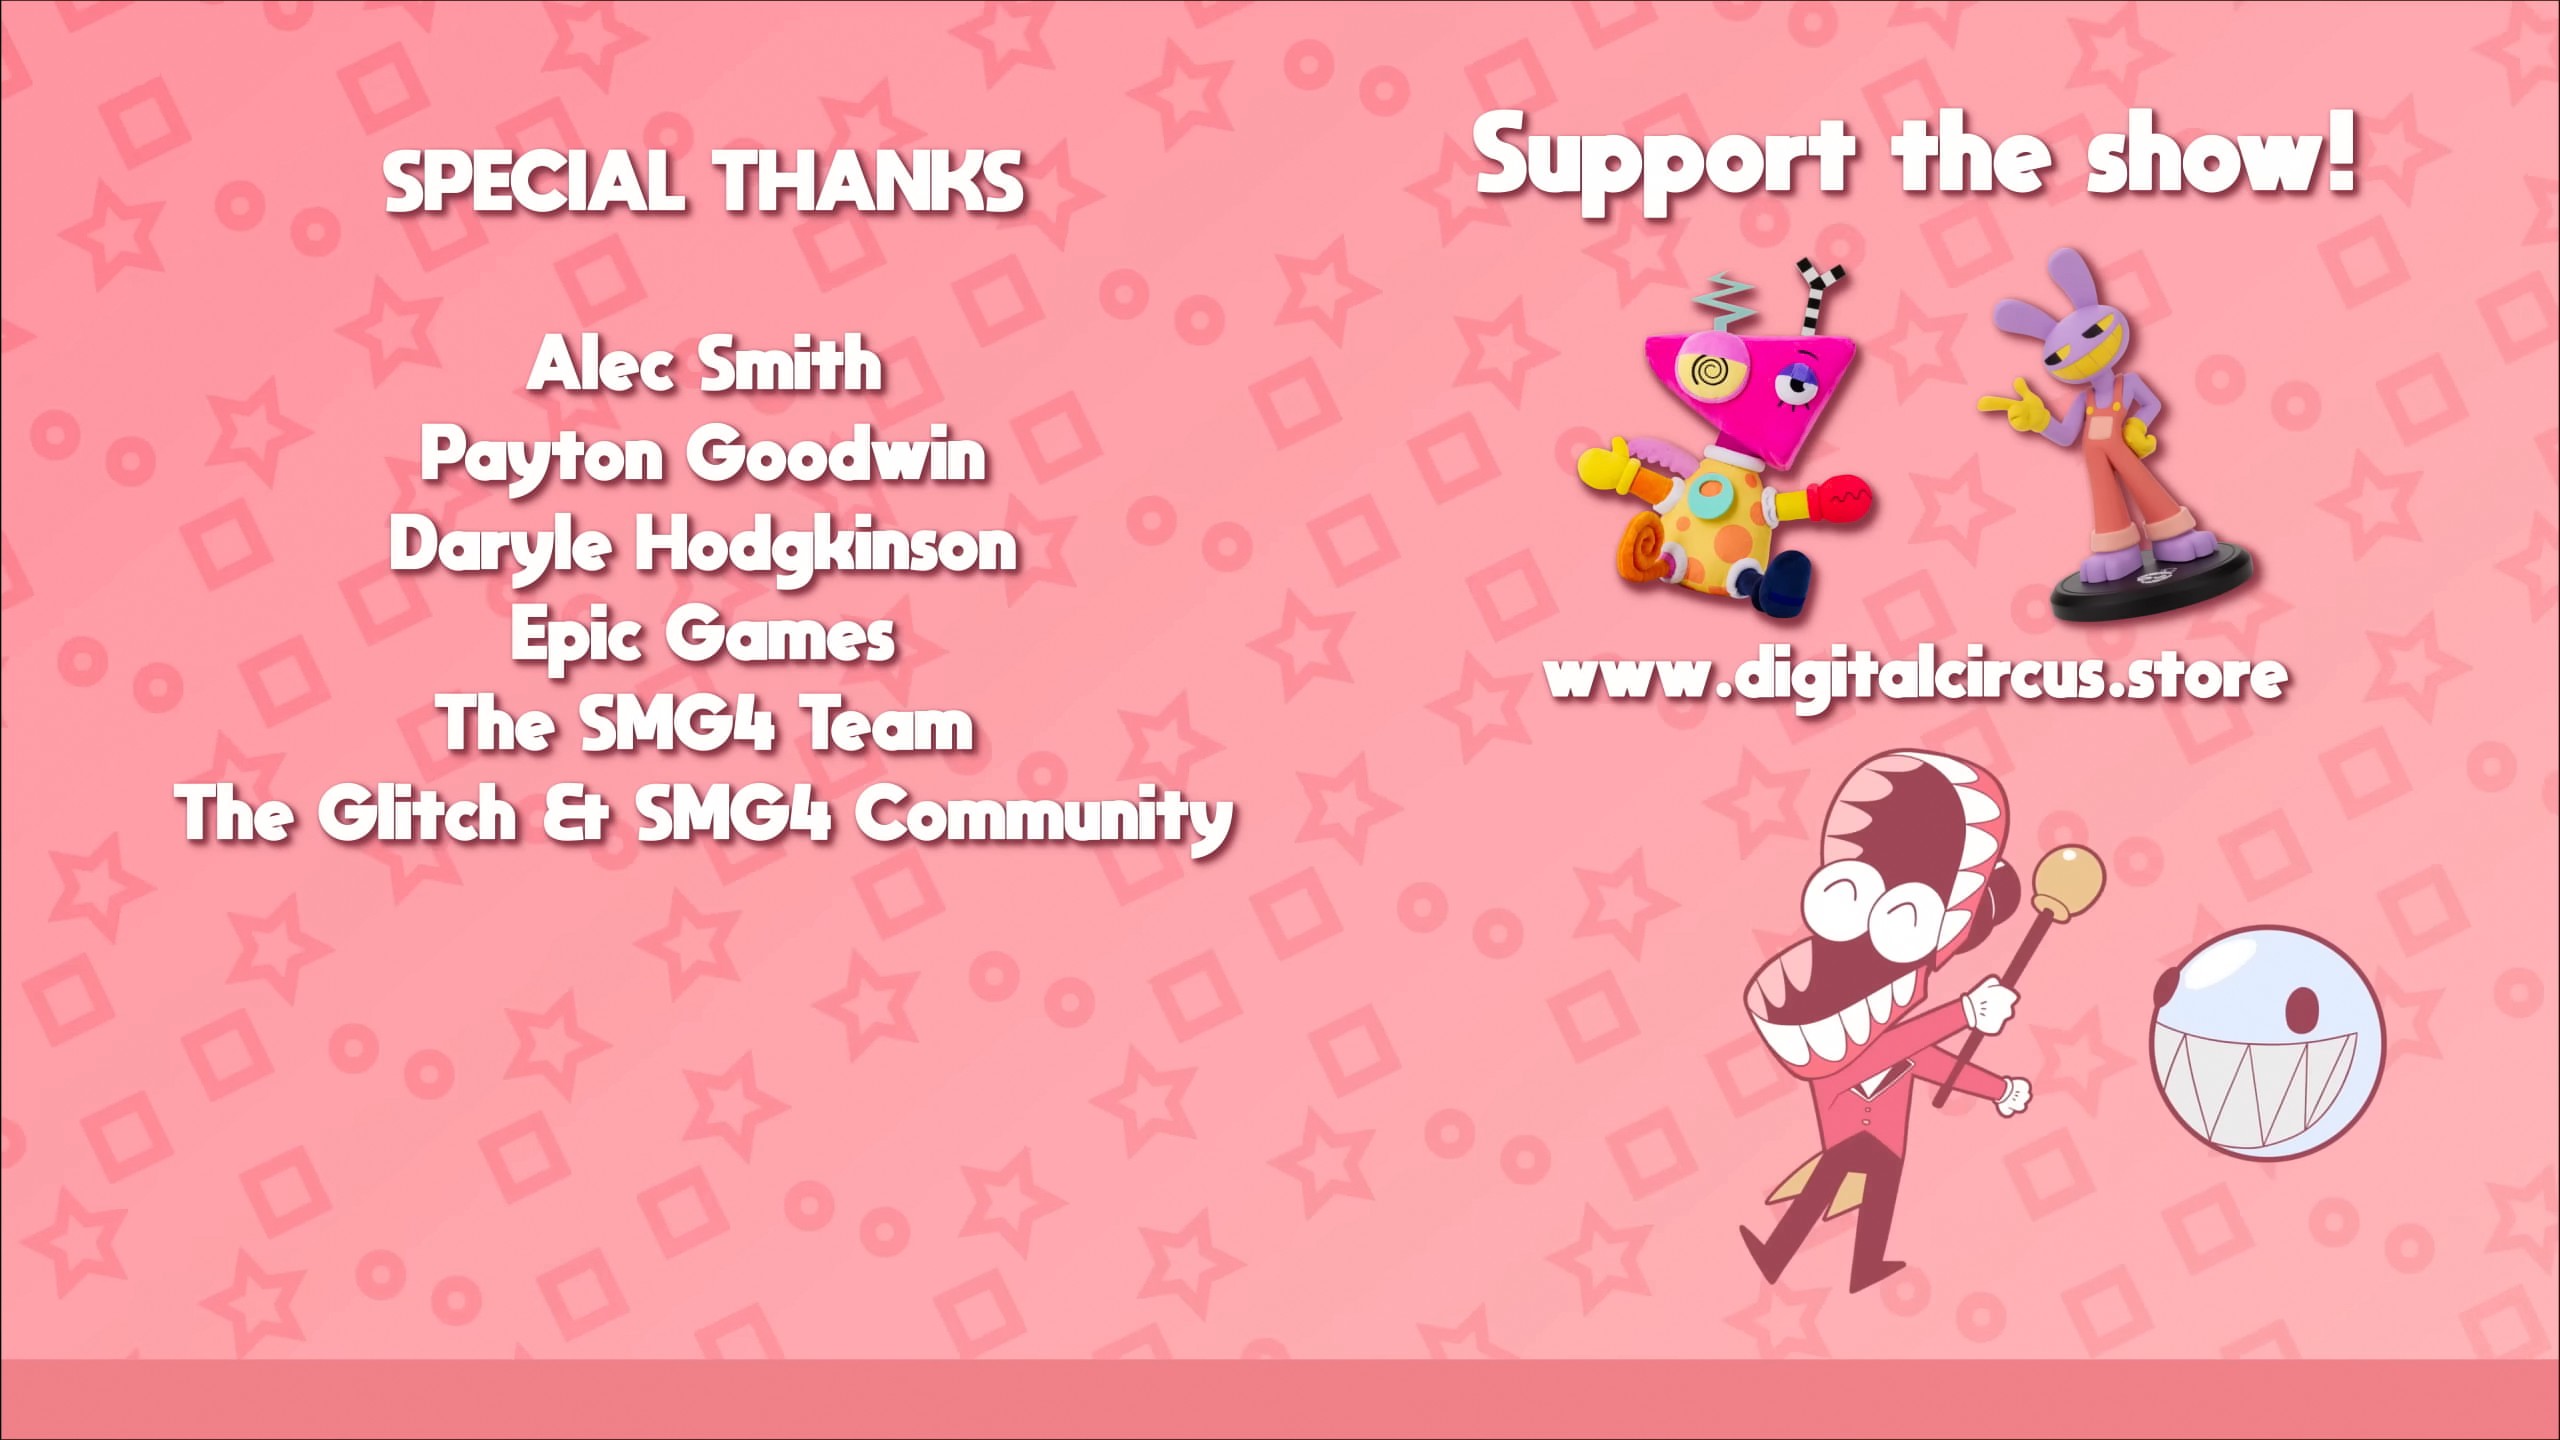 SPECIAL THANKS
Alec Smith
Payton Goodwin
Daryle Hodgkinson
Epic Games
The SMG4 Team
The Glitch & SMG4 Community
Support the show!
www.digitalcircus.store